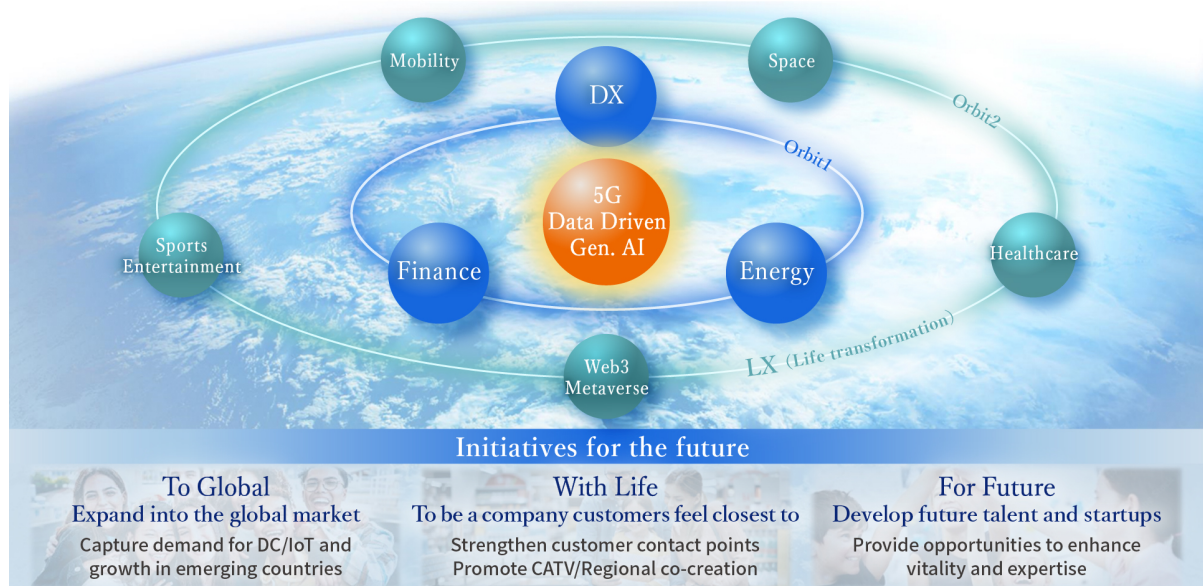 Mobility
Space
DX
Orbit2
Orbit1
5G
Data Driven
Gen. AI
Sports
Entertainment
Finance
Energy
Healthcare
LX (Life transformation)
Web3
Metaverse
Initiatives for the future
To Global
Expand into the global market
Capture demand for DC/IoT and
growth in emerging countries
With Life
To be a company customers feel closest to
Strengthen customer contact points
Promote CATV/Regional co-creation
For Future
Develop future talent and startups
Provide opportunities to enhance
vitality and expertise